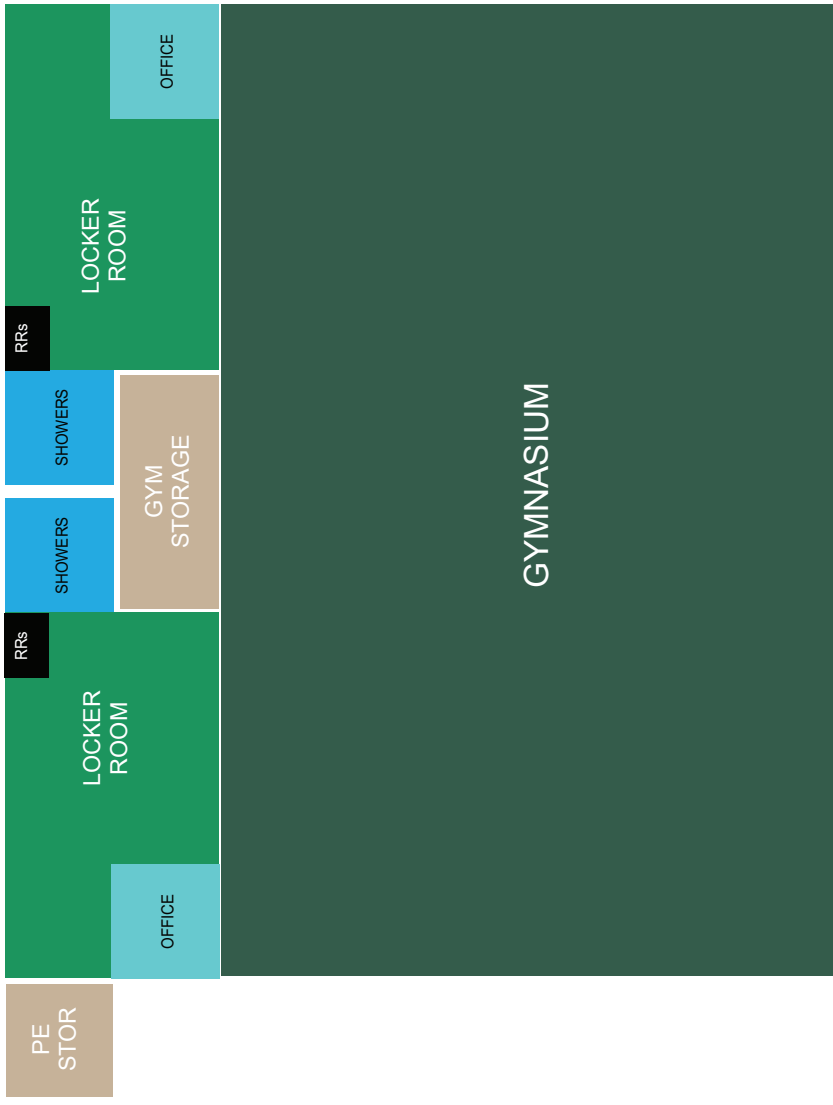 OFFICE
LOCKER
ROOM
RRs
SHOWERS
GYM
STORAGE
SHOWERS
RRs
LOCKER
ROOM
OFFICE
PE
STOR
GYMNASIUM